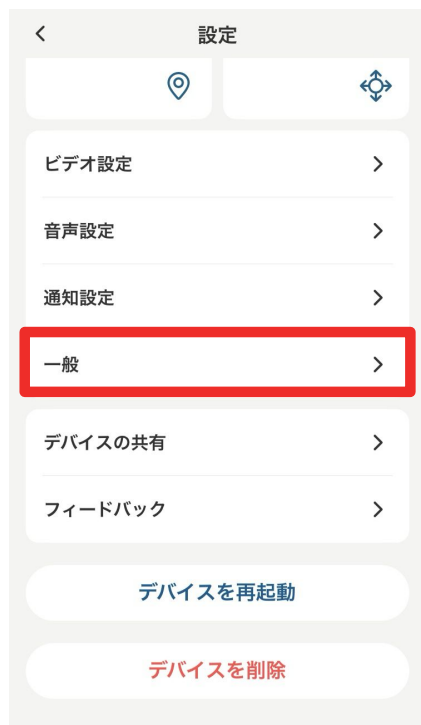 設定
ビデオ設定
音声設定
通知設定
一般
デバイスの共有
フィードバック
デバイスを再起動
デバイスを削除